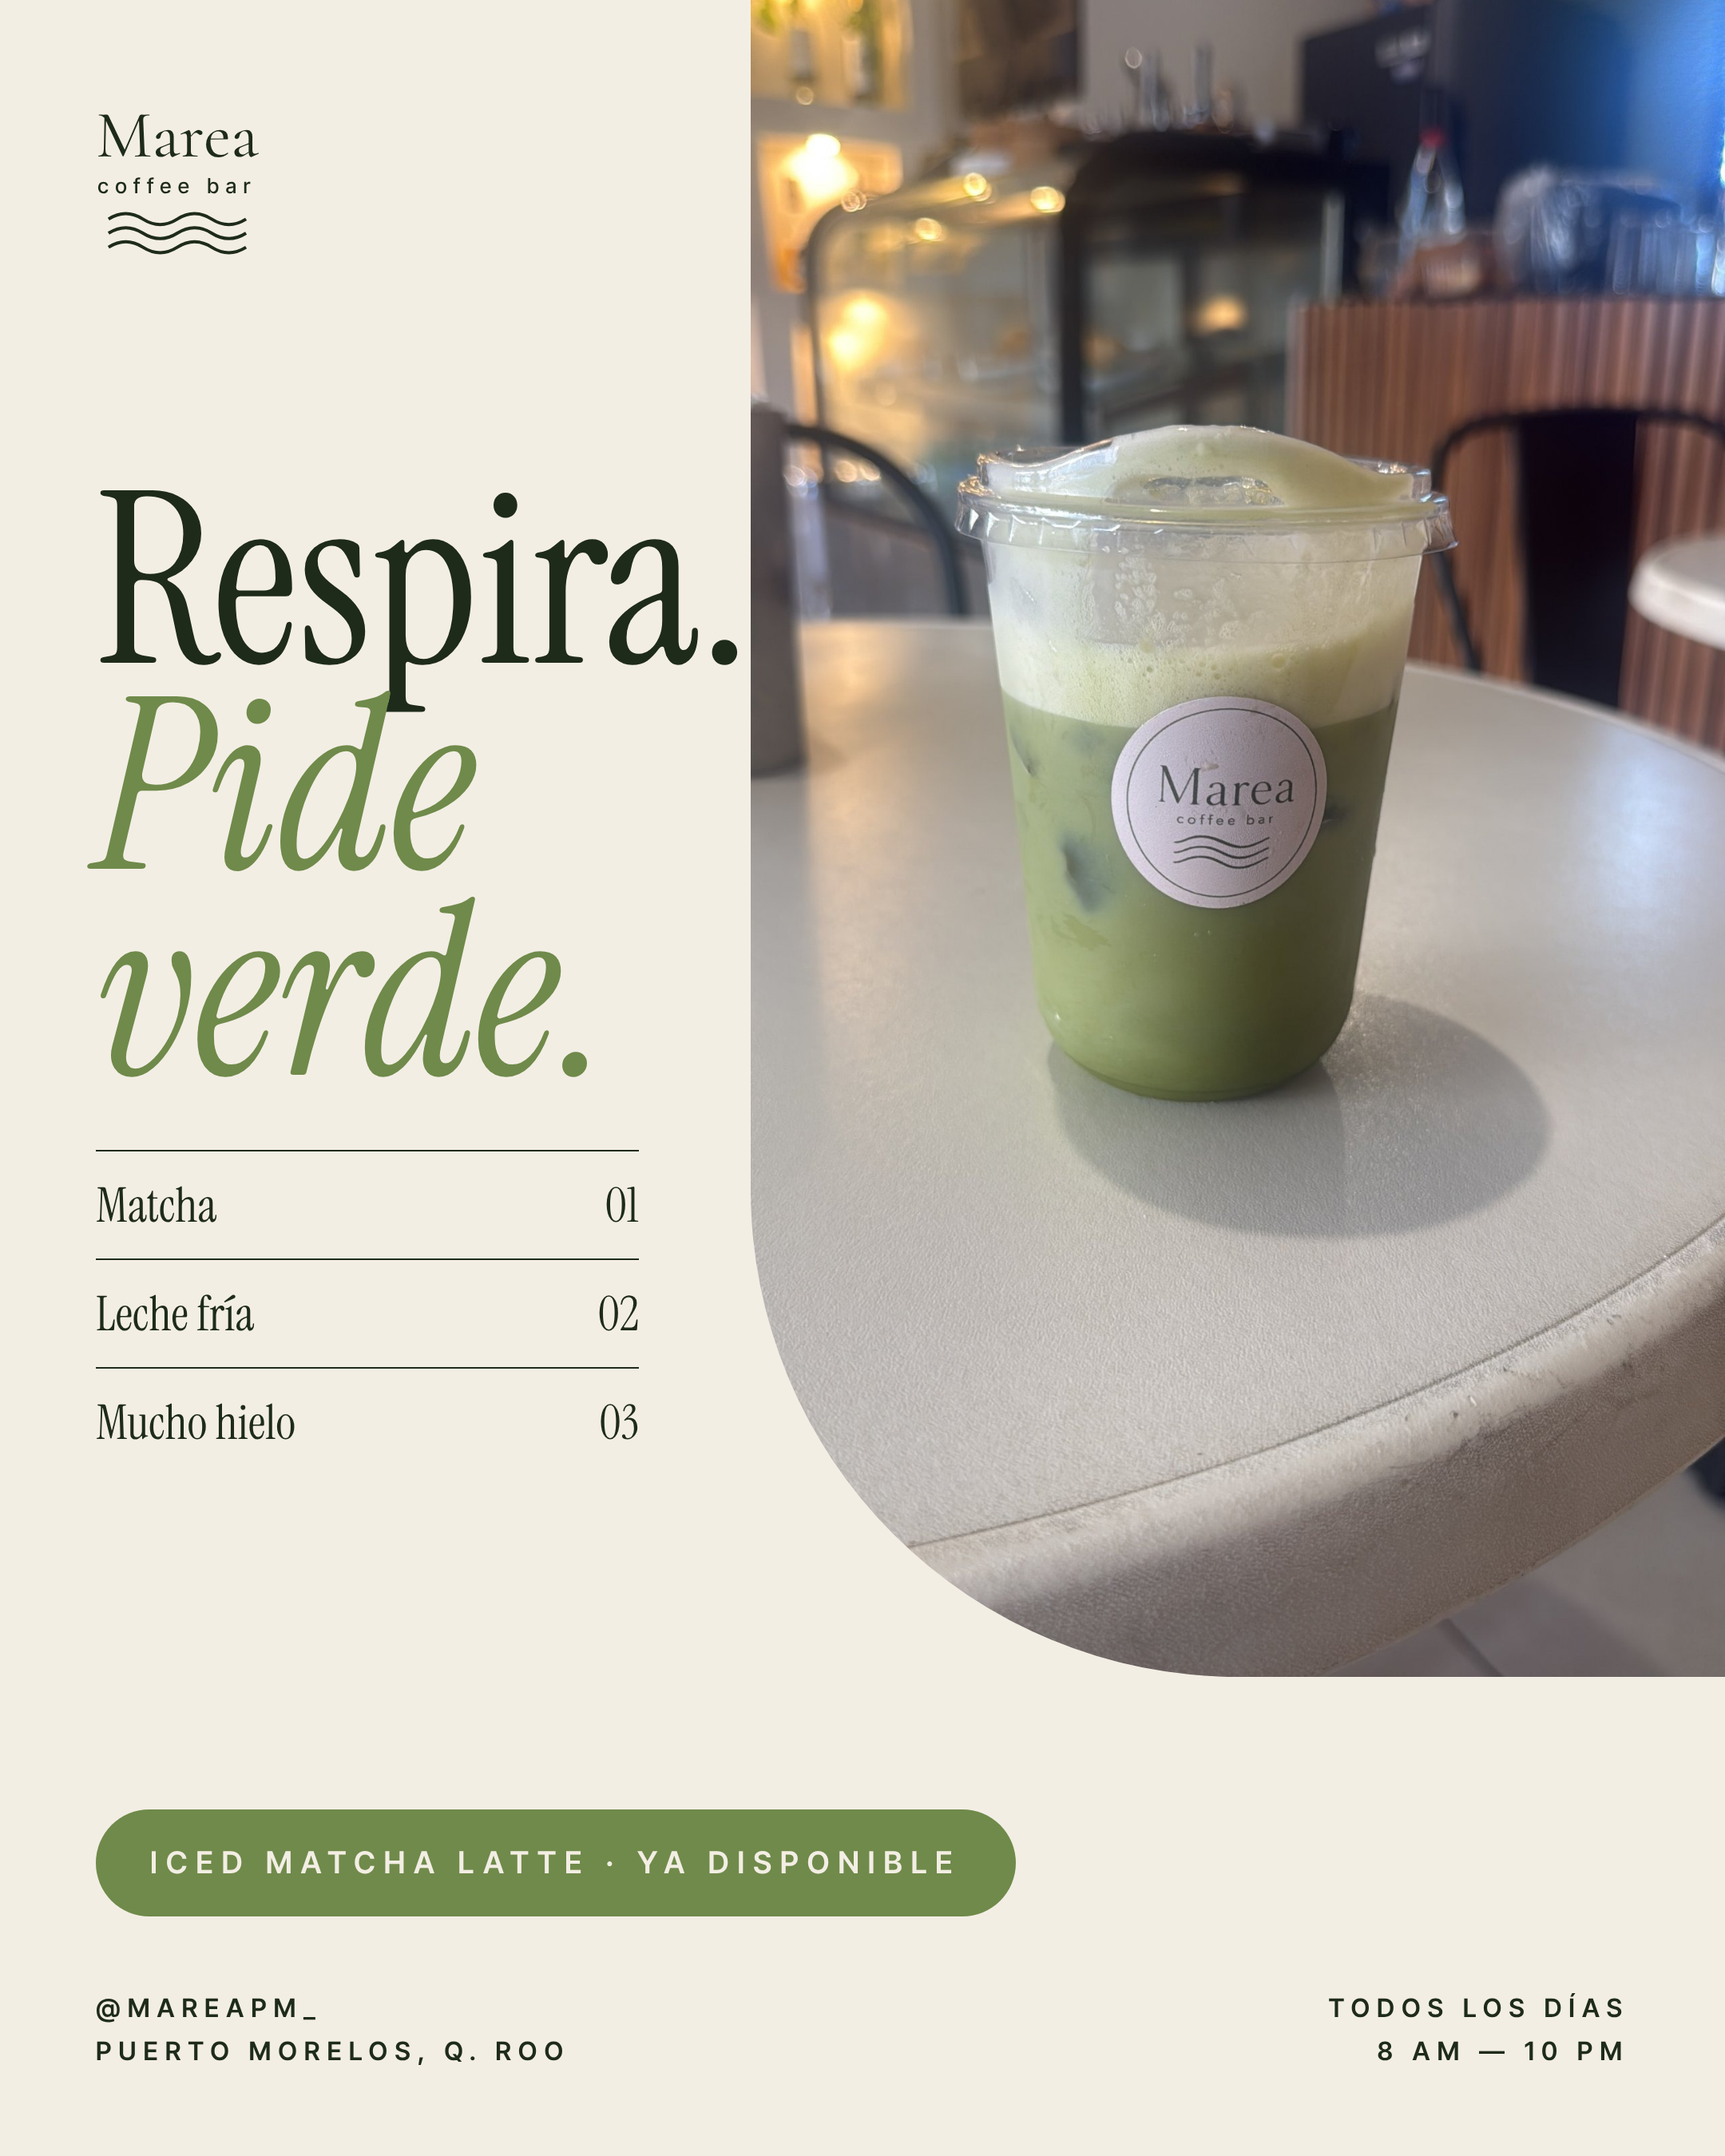 Marea
coffee bar
Respira.
Pide
verde.
Matcha 01
Leche fría 02
Mucho hielo 03
Marea
coffee bar
ICED MATCHA LATTE · YA DISPONIBLE
@MAREAPM_
PUERTO MORELOS, Q. ROO
TODOS LOS DÍAS
8 AM — 10 PM